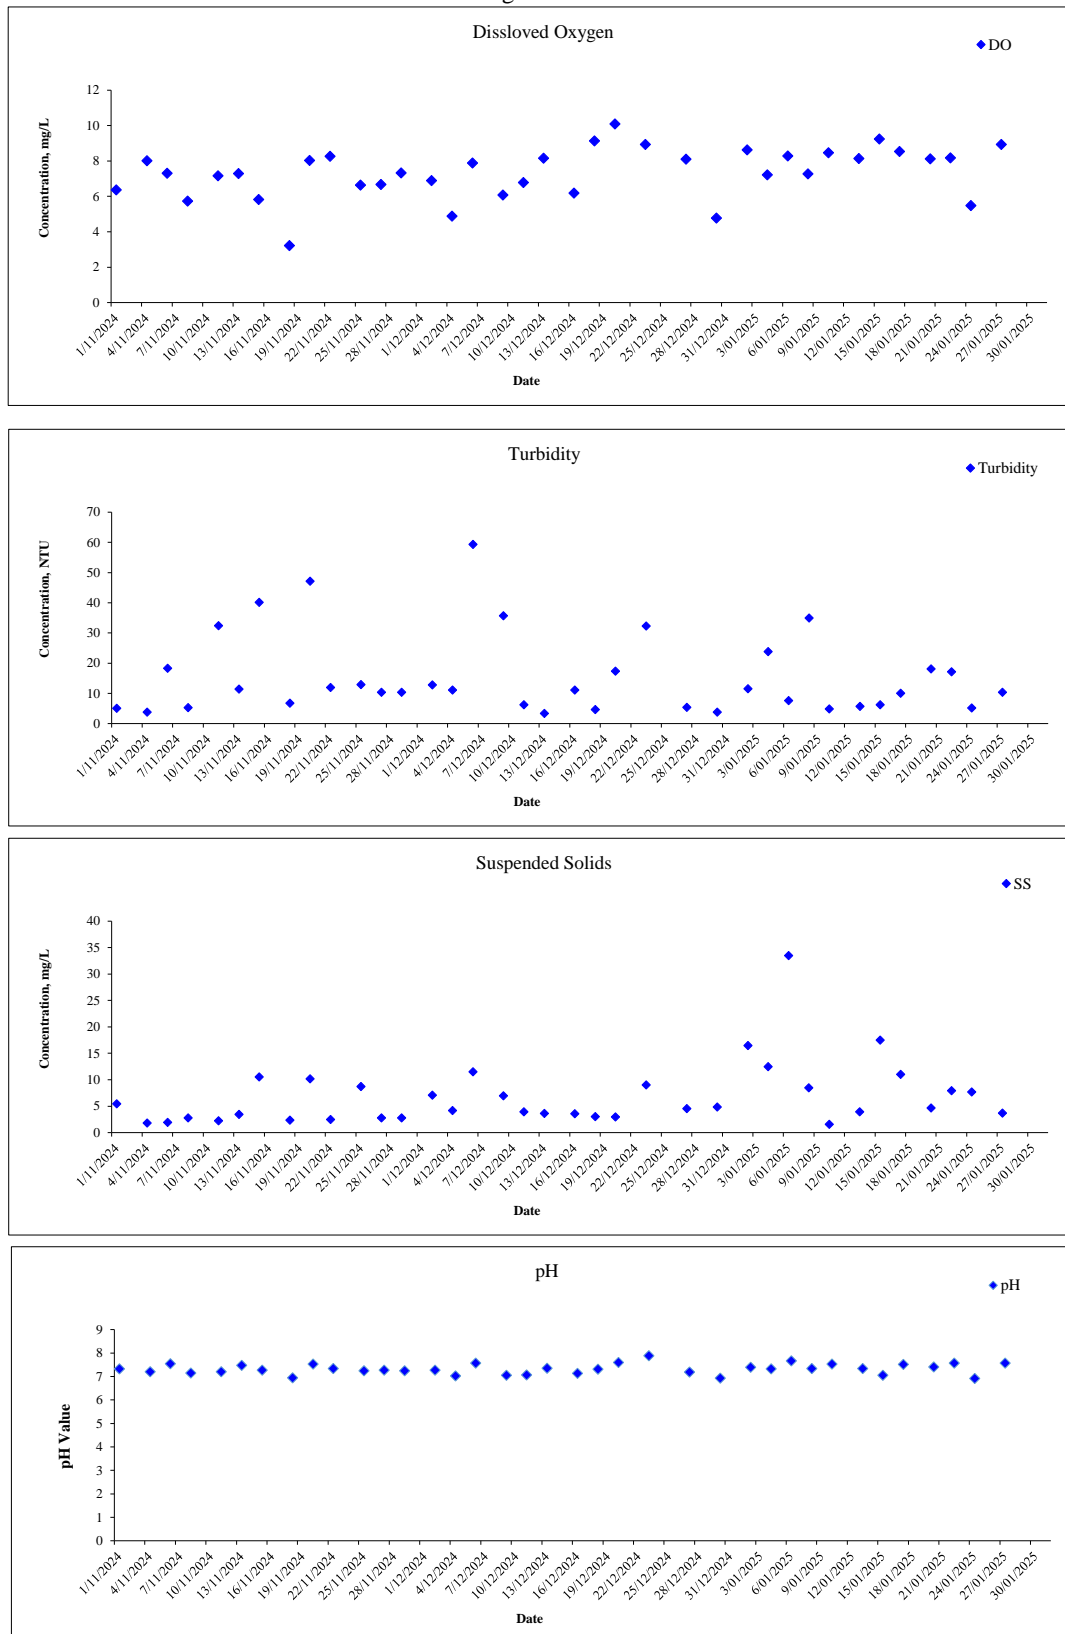 g
Dissloved Oxygen
DO
Concentration, mg/L
12
10
8
6
4
2
0
1/11/2024 4/11/2024 7/11/2024 10/11/2024 13/11/2024 16/11/2024 19/11/2024 22/11/2024 25/11/2024 28/11/2024 1/12/2024 4/12/2024 7/12/2024 10/12/2024 13/12/2024 16/12/2024 19/12/2024 22/12/2024 25/12/2024 28/12/2024 31/12/2024 3/01/2025 6/01/2025 9/01/2025 12/01/2025 15/01/2025 18/01/2025 21/01/2025 24/01/2025 27/01/2025 30/01/2025
Date
Turbidity
Turbidity
Concentration, NTU
70
60
50
40
30
20
10
0
1/11/2024 4/11/2024 7/11/2024 10/11/2024 13/11/2024 16/11/2024 19/11/2024 22/11/2024 25/11/2024 28/11/2024 1/12/2024 4/12/2024 7/12/2024 10/12/2024 13/12/2024 16/12/2024 19/12/2024 22/12/2024 25/12/2024 28/12/2024 31/12/2024 3/01/2025 6/01/2025 9/01/2025 12/01/2025 15/01/2025 18/01/2025 21/01/2025 24/01/2025 27/01/2025 30/01/2025
Date
Suspended Solids
SS
Concentration, mg/L
40
35
30
25
20
15
10
5
0
1/11/2024 4/11/2024 7/11/2024 10/11/2024 13/11/2024 16/11/2024 19/11/2024 22/11/2024 25/11/2024 28/11/2024 1/12/2024 4/12/2024 7/12/2024 10/12/2024 13/12/2024 16/12/2024 19/12/2024 22/12/2024 25/12/2024 28/12/2024 31/12/2024 3/01/2025 6/01/2025 9/01/2025 12/01/2025 15/01/2025 18/01/2025 21/01/2025 24/01/2025 27/01/2025 30/01/2025
Date
pH
pH
pH Value
9
8
7
6
5
4
3
2
1
0
1/11/2024 4/11/2024 7/11/2024 10/11/2024 13/11/2024 16/11/2024 19/11/2024 22/11/2024 25/11/2024 28/11/2024 1/12/2024 4/12/2024 7/12/2024 10/12/2024 13/12/2024 16/12/2024 19/12/2024 22/12/2024 25/12/2024 28/12/2024 31/12/2024 3/01/2025 6/01/2025 9/01/2025 12/01/2025 15/01/2025 18/01/2025 21/01/2025 24/01/2025 27/01/2025 30/01/2025
Date